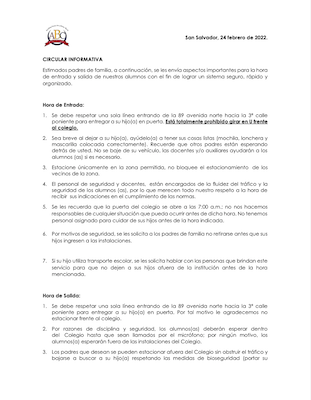 ABC
San Salvador, 24 febrero de 2022.
CIRCULAR INFORMATIVA
Estimados padres de familia, a continuación, se les envía aspectos importantes para la hora
de entrada y salida de nuestros alumnos con el fin de lograr un sistema seguro, rápido y
organizado.
Hora de Entrada:
1. Se debe respetar una sola línea entrando de la 89 avenida norte hacia la 3ª calle
poniente para entregar a su hijo(a) en puerta. Está totalmente prohibido girar en U frente
al colegio.
2. Sea breve al dejar a su hijo(a), ayúdelo(a) a tener sus cosas listas (mochila, lonchera y
mascarilla colocada correctamente). Recuerde que otros padres están esperando
detrás de usted. No se baje de su vehículo, los docentes y/o auxiliares ayudarán a los
alumnos (as) si es necesario.
3. Estacione únicamente en la zona permitida, no bloquee el estacionamiento de los
vecinos de la zona.
4. El personal de seguridad y docentes, están encargados de la fluidez del tráfico y la
seguridad de los alumnos (as), por lo que merecen todo nuestro respeto a la hora de
recibir sus indicaciones en el cumplimiento de las normas.
5. Se les recuerda que la puerta del colegio se abre a las 7:00 a.m.; no nos hacemos
responsables de cualquier situación que pueda ocurrir antes de dicha hora. No tenemos
personal asignado para cuidar de sus hijos antes de la hora indicada.
6. Por motivos de seguridad, se les solicita a los padres de familia no retirarse antes que sus
hijos ingresen a las instalaciones.
7. Si su hijo utiliza transporte escolar, se les solicita hablar con las personas que brindan este
servicio para que no dejen a sus hijos afuera de la institución antes de la hora
mencionada.
Hora de Salida:
1. Se debe respetar una sola línea entrando de la 89 avenida norte hacia la 3ª calle
poniente para entregar a su hijo(a) en puerta. Por tal motivo le agradecemos no
estacionar frente al colegio.
2. Por razones de disciplina y seguridad, los alumnos(as) deberán esperar dentro
del Colegio hasta que sean llamados por el micrófono; por ningún motivo, los
alumnos(as) esperarán fuera de las instalaciones del Colegio.
3. Los padres que desean se pueden estacionar afuera del Colegio sin obstruir el tráfico y
bajarse a buscar a su hijo(a) respetando las medidas de bioseguridad (portar su